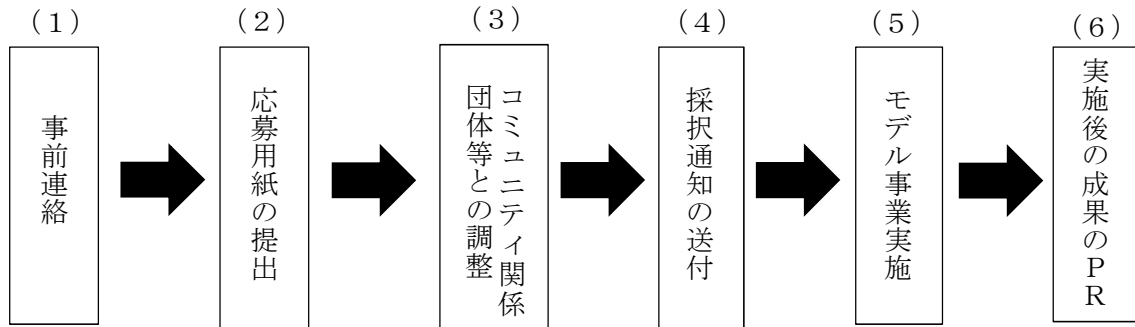 (1)
事前連絡
(2)
応募用紙の提出
(3)
コミュニティ関係
団体等との調整
(4)
採択通知の送付
(5)
モデル事業実施
(6)
実施後の成果のPR